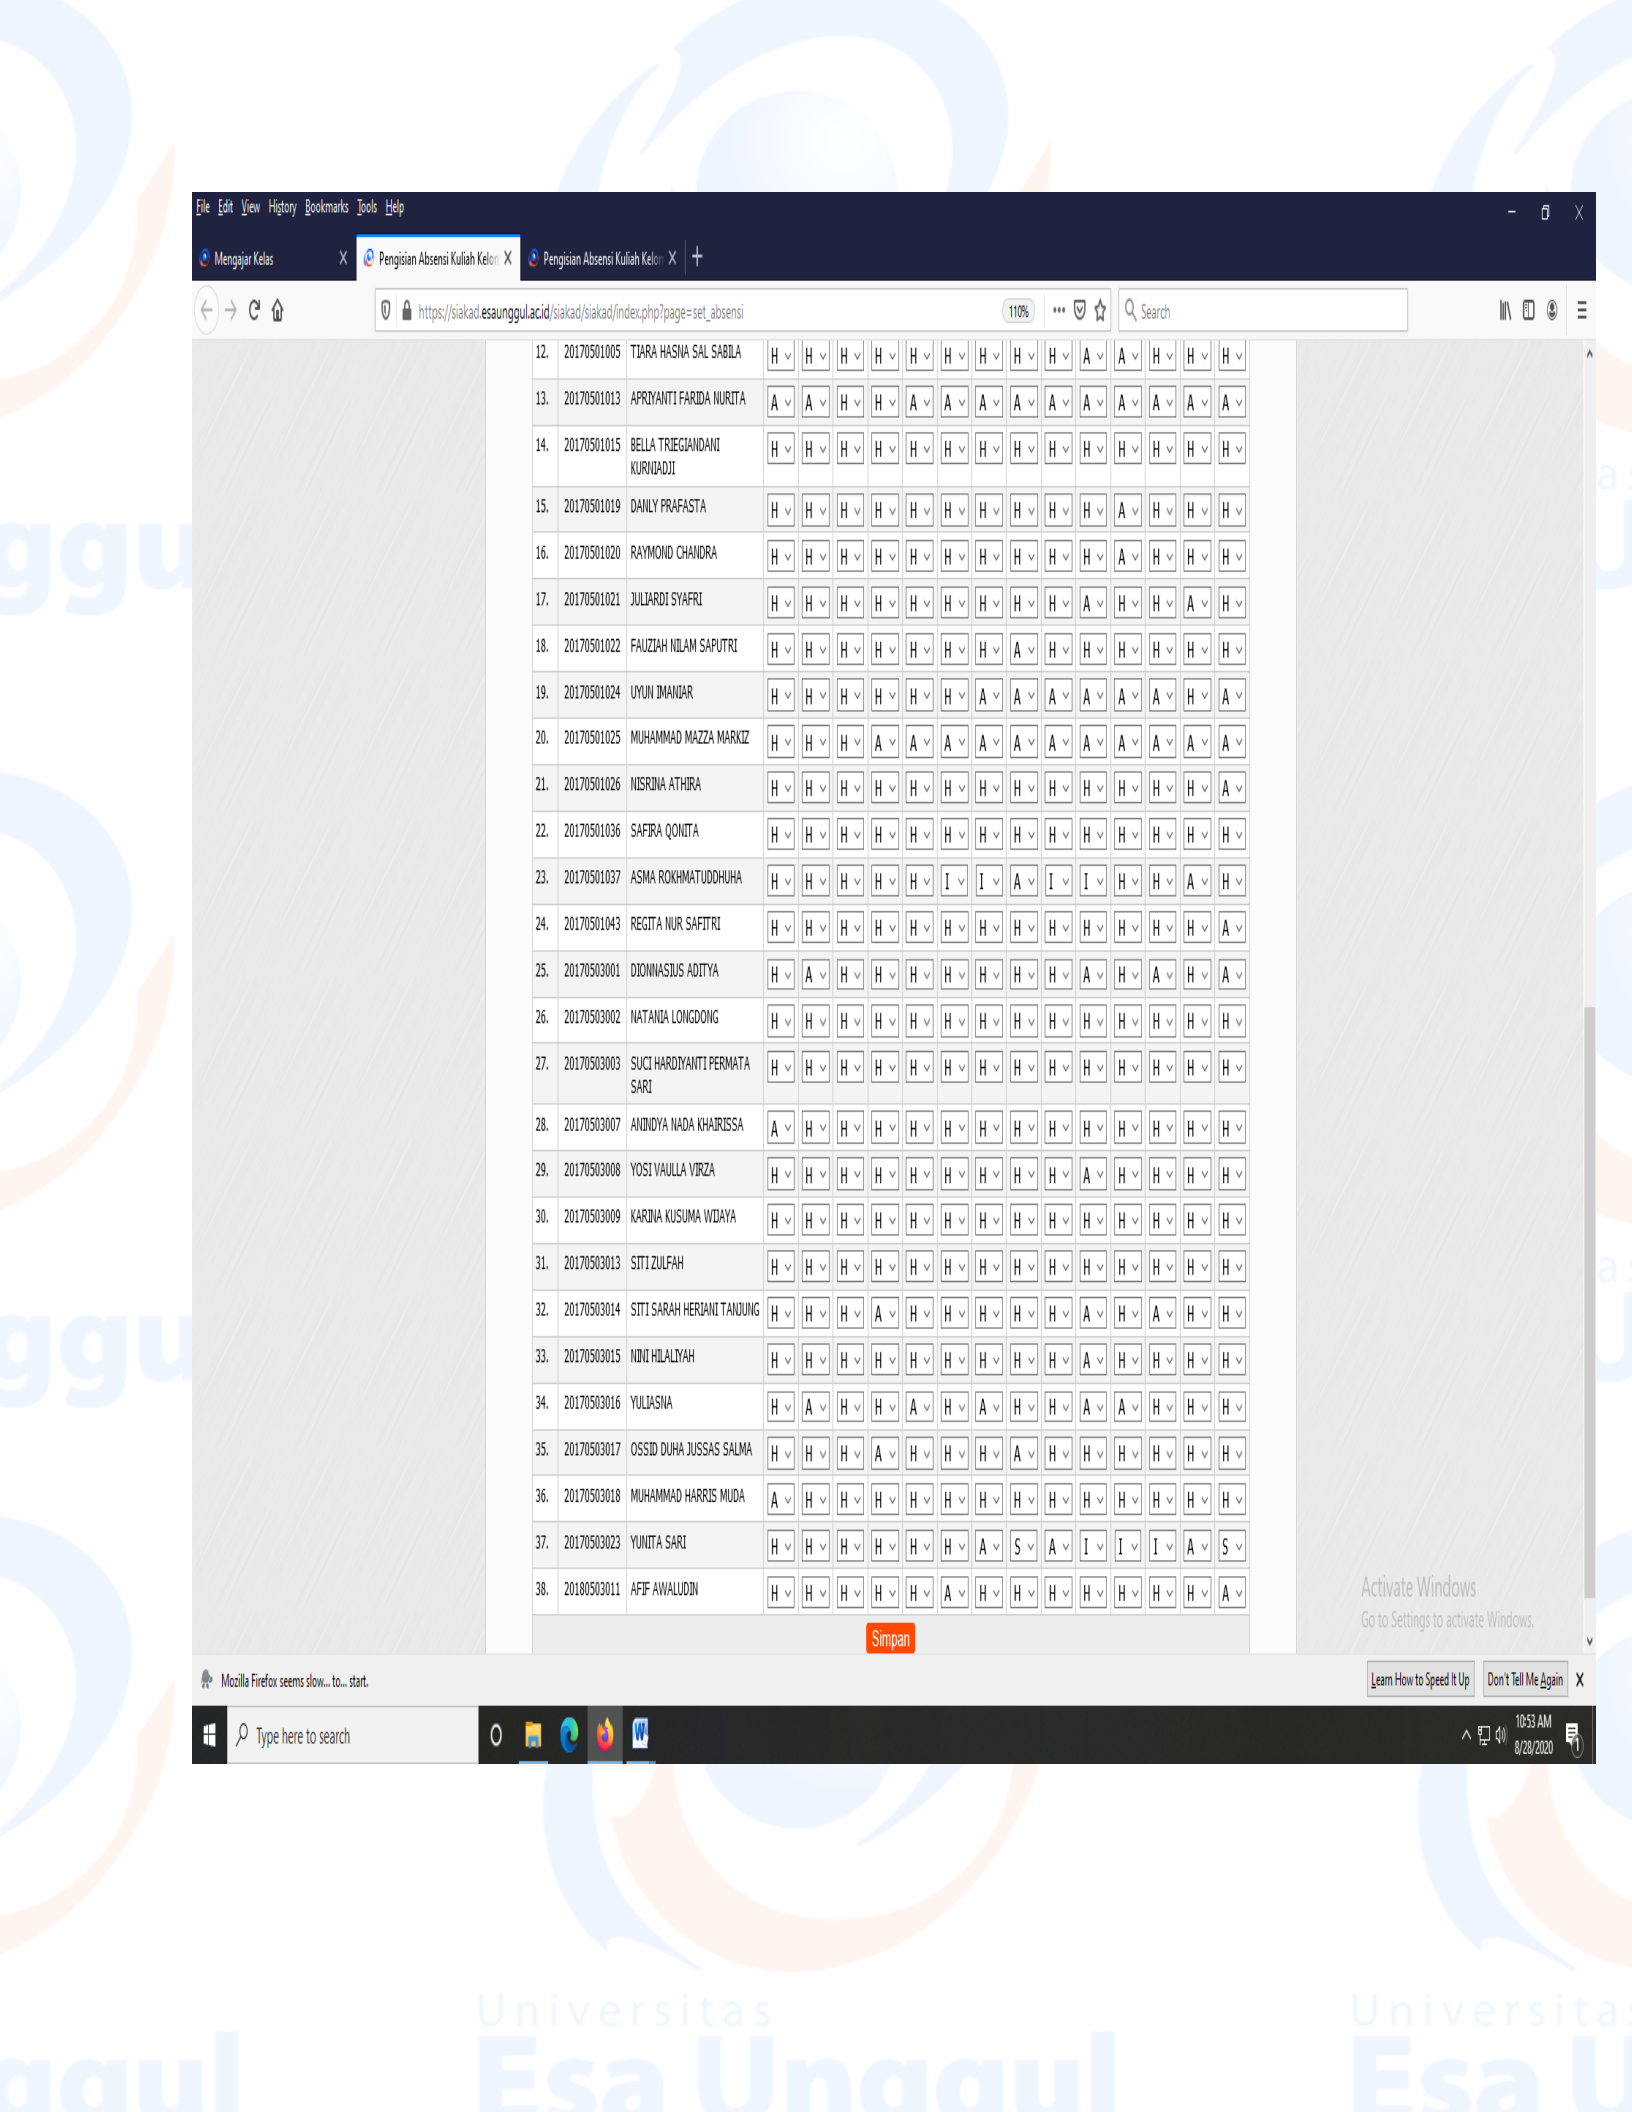 File Edit View History Bookmarks Tools Help
Mengajar Kelas
Pengisian Absensi Kuliah Kelon
Pengisian Absensi Kuliah Kelon
https://siakad.esaunggul.ac.id/siakad/siakad/index.php?page=set_absensi
110%
Search
12. 20170501005 TIARA HASNA SAL SABILA H H H H H H H H H A A H H H
13. 20170501013 APRIYANTI FARIDA NURITA A A H H A A A A A A A A A A
14. 20170501015 BELLA TRIEGIANDANI H H H H H H H H H H H H H H
KURNIADJI
15. 20170501019 DANLY PRAFASTA H H H H H H H H H H A H H H
16. 20170501020 RAYMOND CHANDRA H H H H H H H H H H A H H H
17. 20170501021 JULIARDI SYAFRI H H H H H H H H H A H H A H
18. 20170501022 FAUZIAH NILAM SAPUTRI H H H H H H H A H H H H H H
19. 20170501024 UYUN IMANIAR H H H H H H A A A A A A H A
20. 20170501025 MUHAMMAD MAZZA MARKIZ H H H A A A A A A A A A A A
21. 20170501026 NISRINA ATHIRA H H H H H H H H H H H H H A
22. 20170501036 SAFIRA QONITA H H H H H H H H H H H H H H
23. 20170501037 ASMA ROKHMATUDDHUHA H H H H H I I A I I H H A H
24. 20170501043 REGITA NUR SAFITRI H H H H H H H H H H H H H A
25. 20170503001 DIONNASIUS ADITYA H A H H H H H H H A H A H A
26. 20170503002 NATANIA LONGDONG H H H H H H H H H H H H H H
27. 20170503003 SUCI HARDIYANTI PERMATA H H H H H H H H H H H H H H
SARI
28. 20170503007 ANINDYA NADA KHAIRISSA A H H H H H H H H H H H H H
29. 20170503008 YOSI VAULLA VIRZA H H H H H H H H H A H H H H
30. 20170503009 KARINA KUSUMA WIJAYA H H H H H H H H H H H H H H
31. 20170503013 SITI ZULFAH H H H H H H H H H H H H H H
32. 20170503014 SITI SARAH HERIANI TANJUNG H H H A H H H H H A H A H H
33. 20170503015 NINI HILALIYAH H H H H H H H H H A H H H H
34. 20170503016 YULIASNA H A H H A H A H H A A H H H
35. 20170503017 OSSID DUHA JUSSAS SALMA H H H A H H H A H H H H H H
36. 20170503018 MUHAMMAD HARRIS MUDA A H H H H H H H H H H H H H
37. 20170503023 YUNITA SARI H H H H H H A S A I I I A S
38. 20180503011 AFIF AWALUDIN H H H H H A H H H H H H H A
Simpan
Activate Windows
Go to Settings to activate Windows.
Mozilla Firefox seems slow... to... start.
Learn How to Speed It Up
Don't Tell Me Again
Type here to search
10:53 AM
8/28/2020
1
Universitas
Esa Unggul